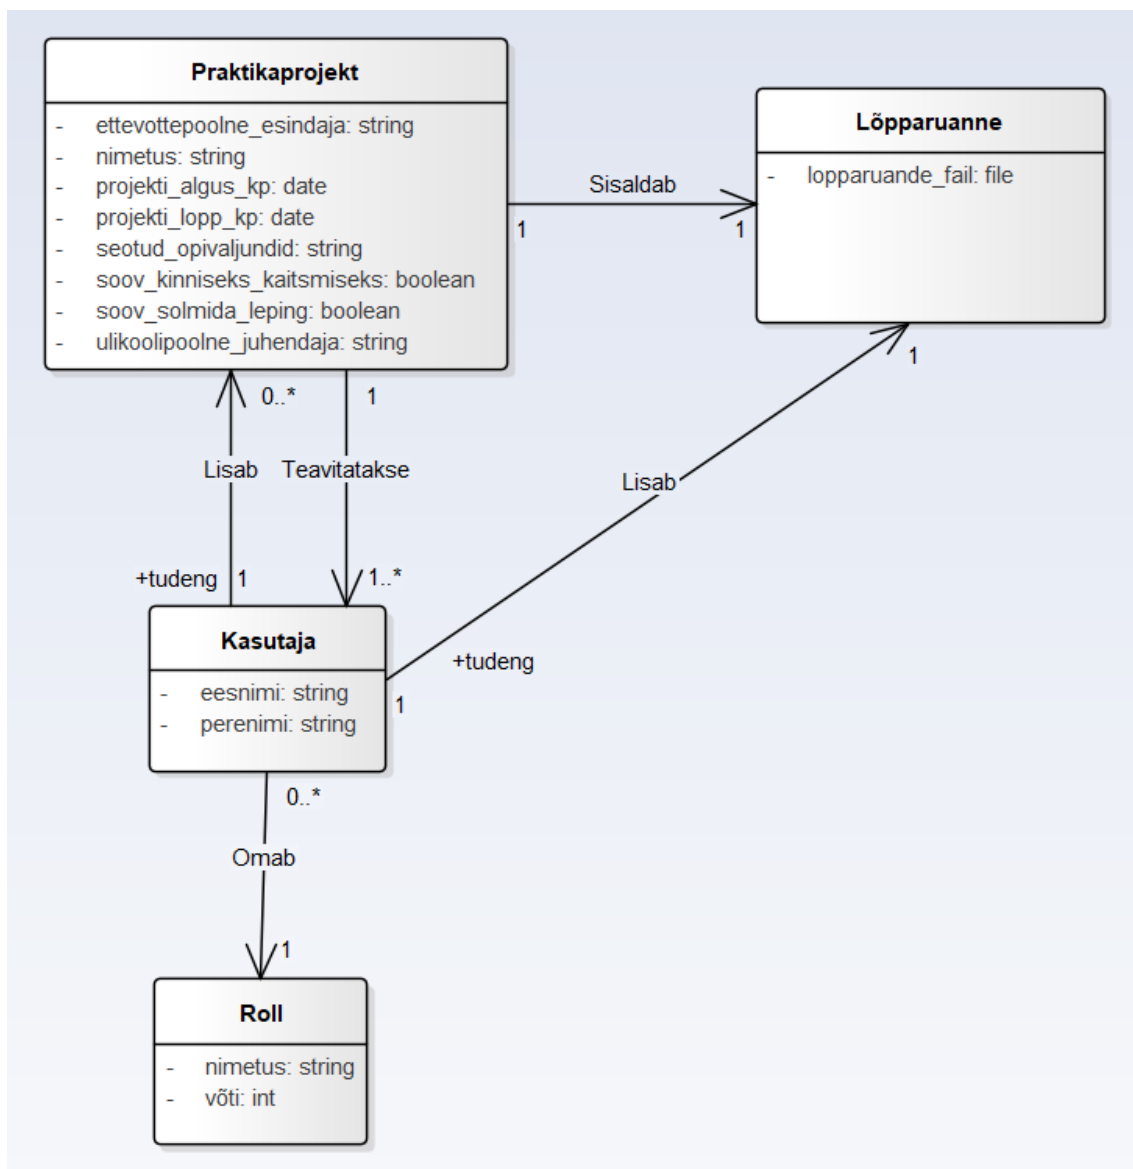 Praktikaprojekt
- ettevottepoolne_esindaja: string
- nimetus: string
- projekti_algus_kp: date
- projekti_lopp_kp: date
- seotud_opivaljundid: string
- soov_kinniseks_kaitsmiseks: boolean
- soov_solmida_leping: boolean
- ulikoolipoolne_juhendaja: string
Lõpparuanne
- lopparuande_fail: file
Sisaldab
1
1
0..*
1
1
Lisab
Teavitatakse
Lisab
+tudeng
1
1..*
Kasutaja
- eesnimi: string
- perenimi: string
+tudeng
1
0..*
Omab
1
Roll
- nimetus: string
- võti: int